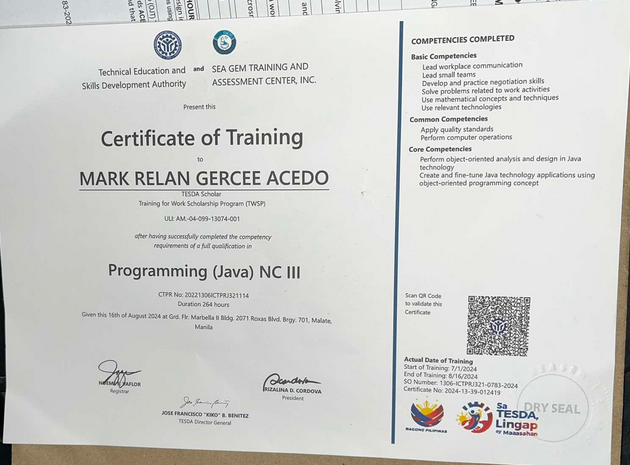 Technical Education and
Skills Development Authority
and
SEA GEM TRAINING AND
ASSESSMENT CENTER, INC.
Present this
Certificate of Training
to
MARK RELAN GERCEE ACEDO
TESDA Scholar
Training for Work Scholarship Program (TWSP)
ULI: AM.-04-099-13074-001
after having successfully completed the competency
requirements of a full qualification in
Programming (Java) NC III
CTPR No: 20221306ICTPRJ321114
Duration 264 hours
Given this 16th of August 2024 at Grd. Flr. Marbella II Bldg. 2071 Roxas Blvd. Brgy. 701, Malate,
Manila
Registrar
RIZALINA D. CORDOVA
President
JOSE FRANCISCO "KIKO" B. BENITEZ
TESDA Director General
COMPETENCIES COMPLETED
Basic Competencies
Lead workplace communication
Lead small teams
Develop and practice negotiation skills
Solve problems related to work activities
Use mathematical concepts and techniques
Use relevant technologies
Common Competencies
Apply quality standards
Perform computer operations
Core Competencies
Perform object-oriented analysis and design in Java
technology
Create and fine-tune Java technology applications using
object-oriented programming concept
Scan QR Code
to validate this
Certificate
Actual Date of Training
Start of Training: 7/1/2024
End of Training: 8/16/2024
SO Number: 1306-ICTPRJ321-0783-2024
Certificate No: 2024-13-39-012419
BAGONG PILIPINAS
Sa
TESDA,
Lingap
ay Maaasahan
DRY SEAL